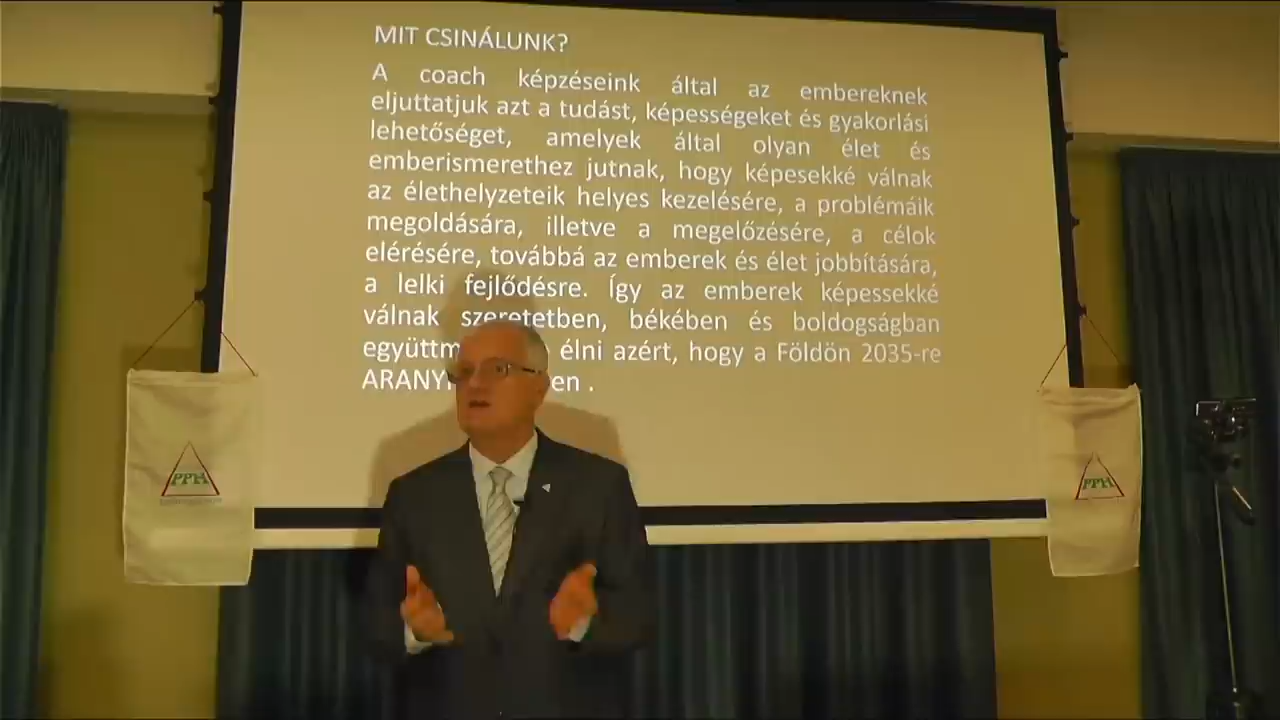 MIT CSINÁLUNK?
A coach képzéseink által az embereknek
eljuttatjuk azt a tudást, képességeket és gyakorlási
lehetőséget, amelyek által olyan élet és
emberismerethez jutnak, hogy képesekké válnak
az élethelyzeteik helyes kezelésére, a problémáik
megoldására, illetve a megelőzésére, a célok
elérésére, továbbá az emberek és élet jobbítására,
a lelki fejlődésre. Így az emberek képessekké
válnak szeretetben, békében és boldogságban
élni azért, hogy a Földön 2035-re
.
PPH
PPH